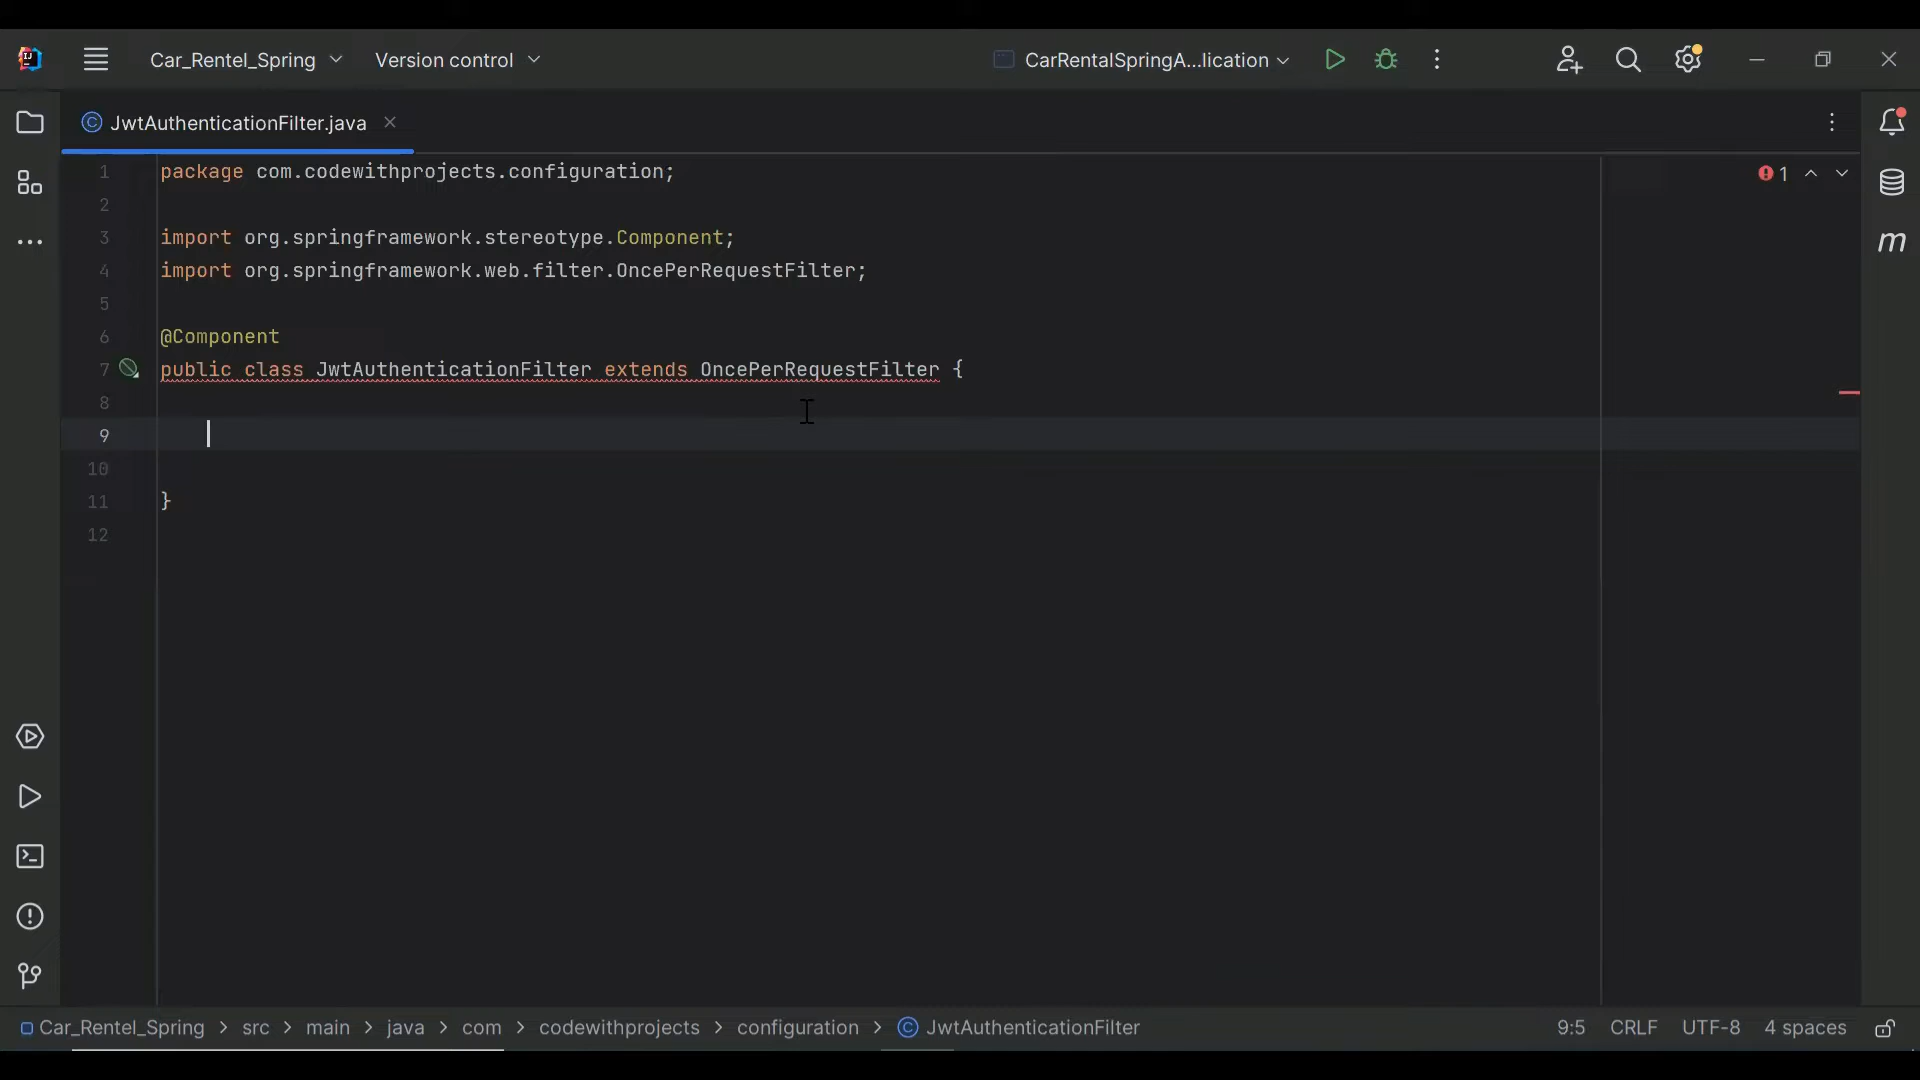 Car_Rentel_Spring Version control CarRentalSpringA...lication
JwtAuthenticationFilter.java
1 package com.codewithprojects.configuration;
1
2
3 import org.springframework.stereotype.Component;
4 import org.springframework.web.filter.OncePerRequestFilter;
5
6 @Component
7 public class JwtAuthenticationFilter extends OncePerRequestFilter {
8
9
10
11 }
12
Car_Rentel_Spring > src > main > java > com > codewithprojects > configuration > JwtAuthenticationFilter 9:5 CRLF UTF-8 4 spaces